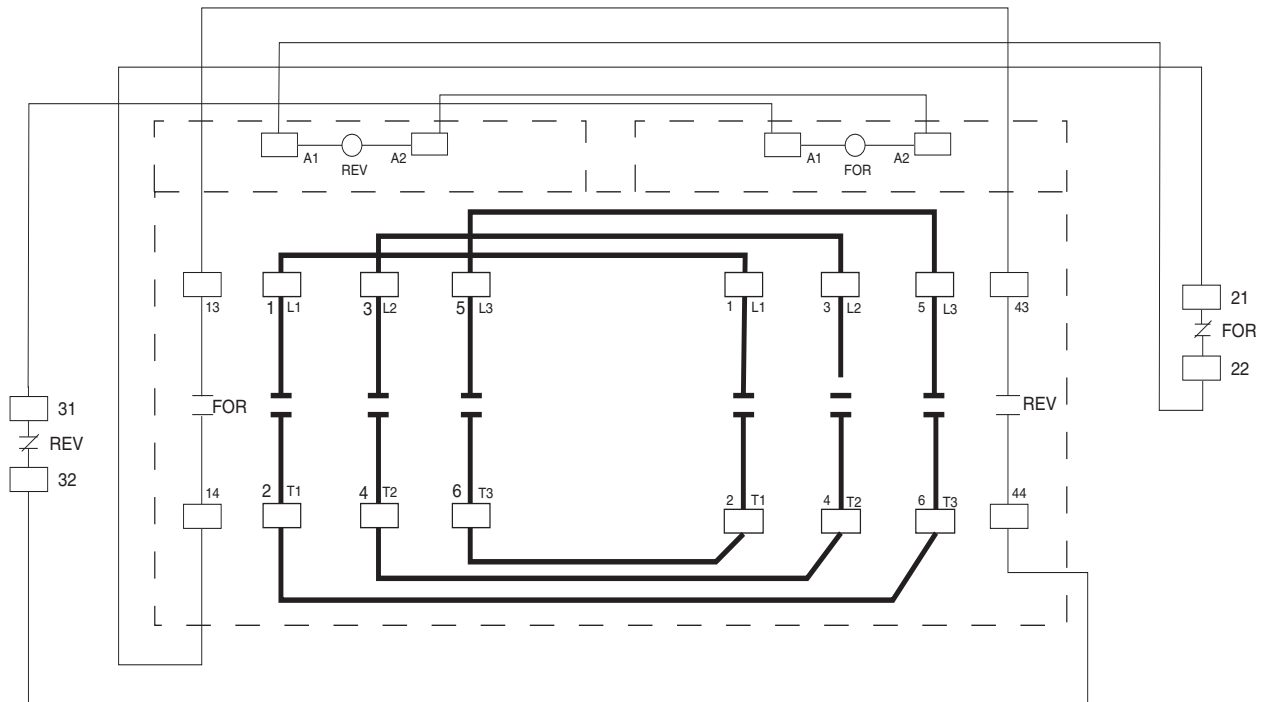 A1 REV A2
A1 FOR A2
13
1 L1
3 L2
5 L3
1 L1
3 L2
5 L3
43
21
FOR
22
31
REV
32
FOR
REV
14
2 T1
4 T2
6 T3
2 T1
4 T2
6 T3
44